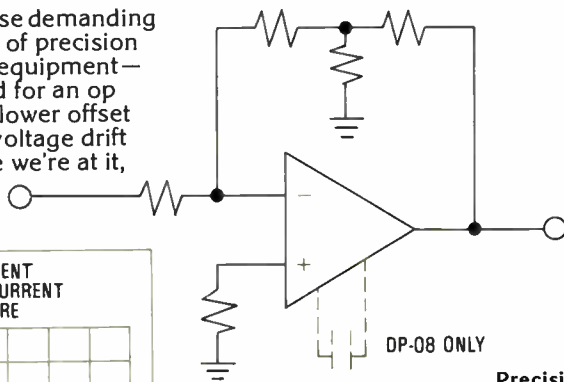 se demanding
of precision
equipment—
d for an op
lower offset
voltage drift
e we're at it,
−
+
ENT
URRENT
RE
DP-08 ONLY
Precisi